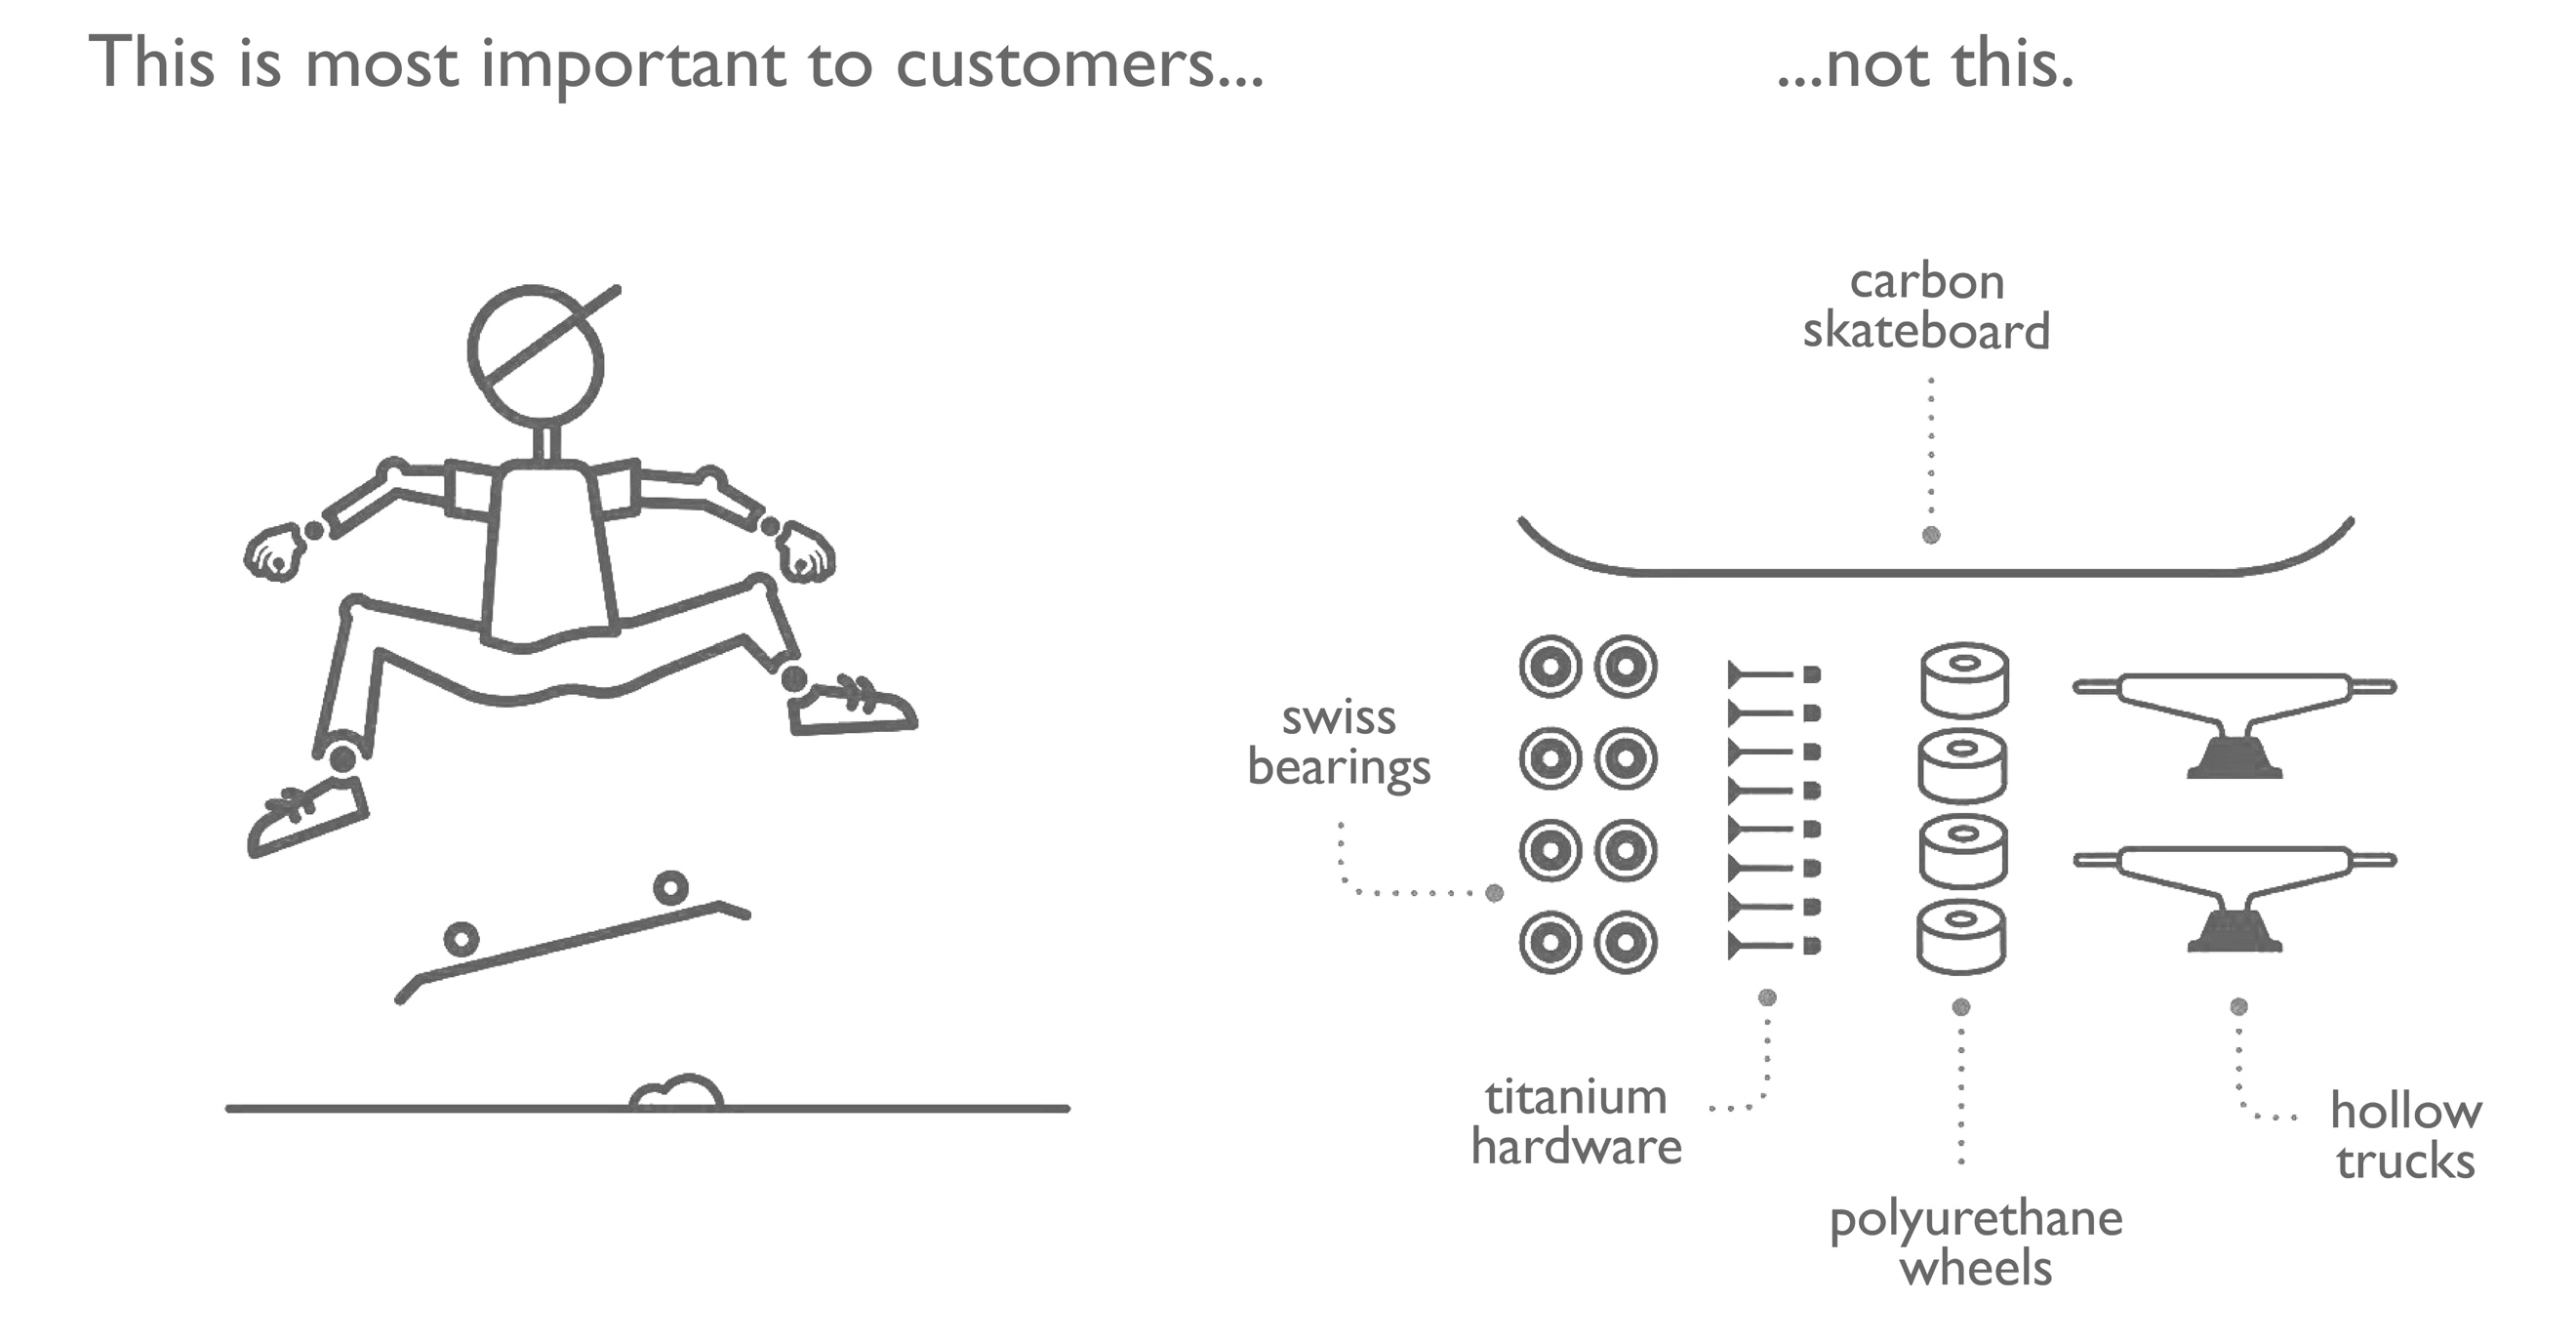 This is most important to customers...
...not this.
carbon
skateboard
swiss
bearings
titanium
hardware
polyurethane
wheels
hollow
trucks